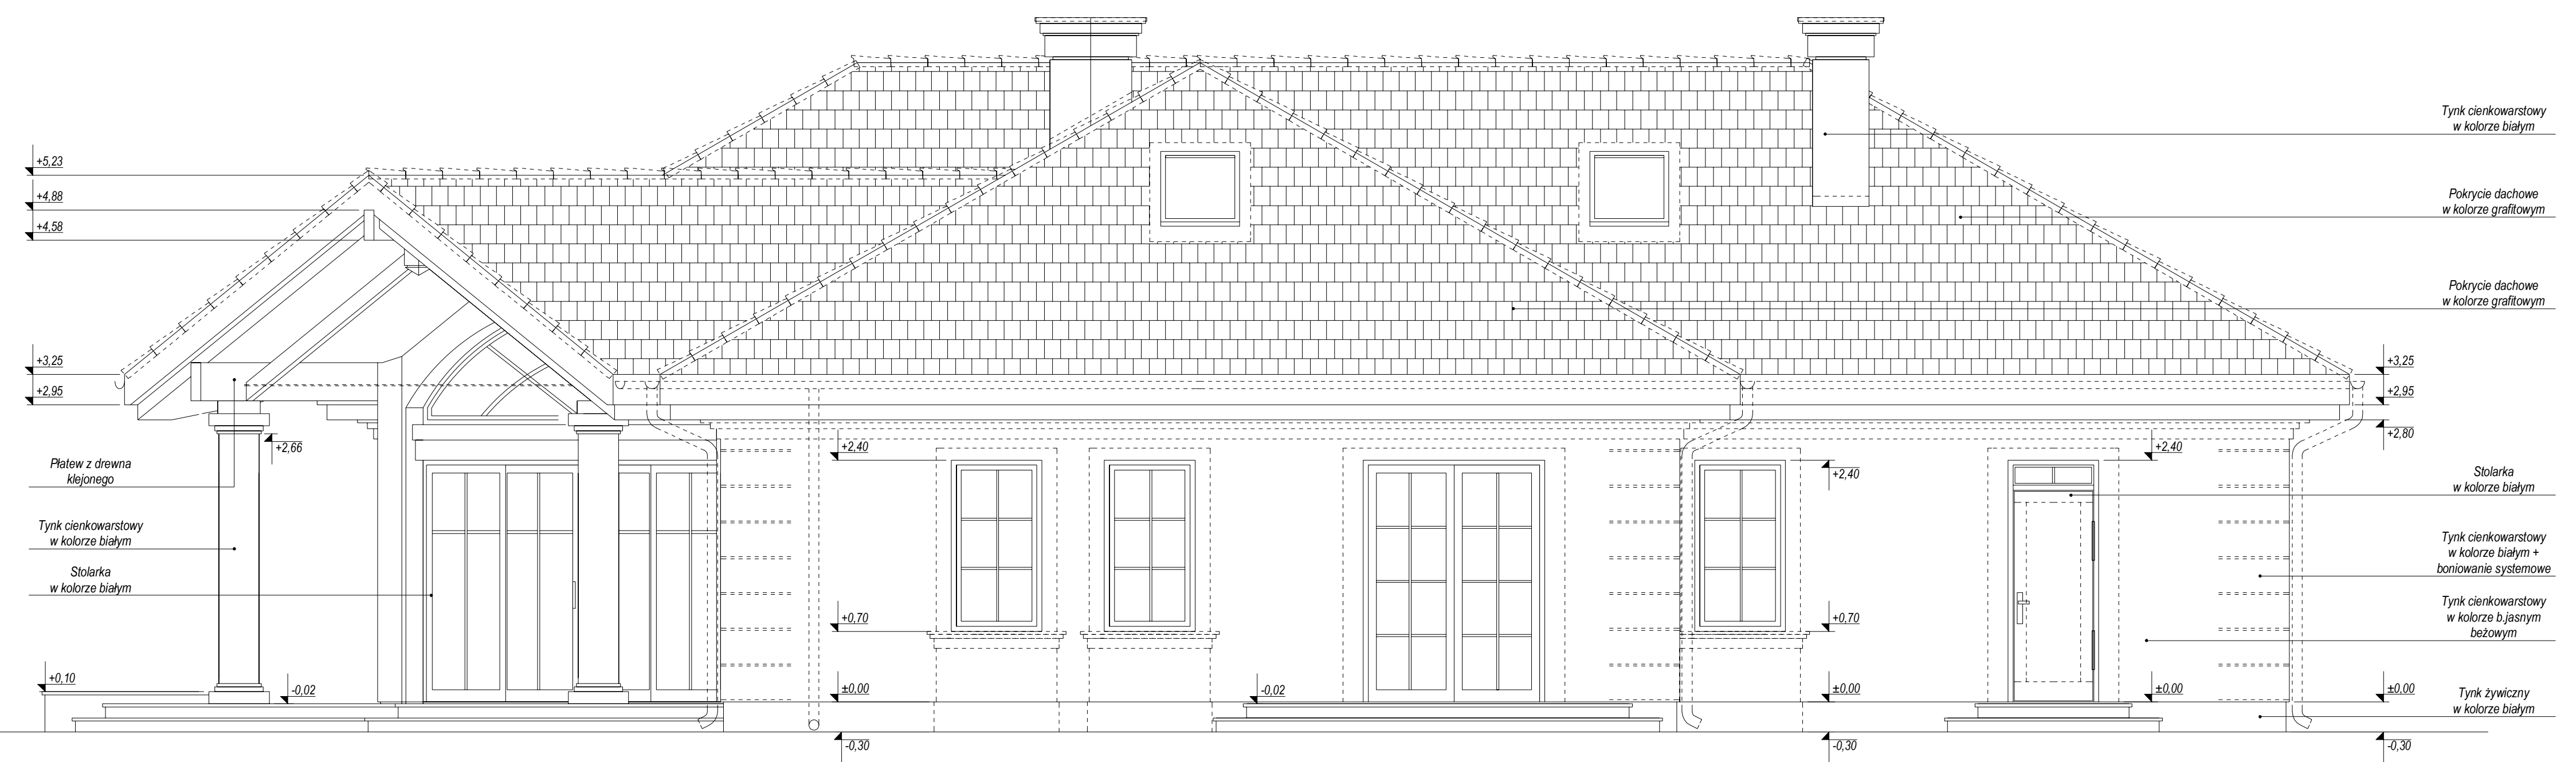 +5,23
+4,88
+4,58
+3,25
+2,95
+2,66
Płatew z drewna
klejonego
Tynk cienkowarstowy
w kolorze białym
Stolarka
w kolorze białym
+0,10
-0,02
+2,40
+0,70
±0,00
-0,30
-0,02
+2,40
+0,70
±0,00
-0,30
+2,40
±0,00
+3,25
+2,95
+2,80
±0,00
-0,30
Tynk cienkowarstowy
w kolorze białym
Pokrycie dachowe
w kolorze grafitowym
Pokrycie dachowe
w kolorze grafitowym
Stolarka
w kolorze białym
Tynk cienkowarstowy
w kolorze białym +
boniowanie systemowe
Tynk cienkowarstowy
w kolorze b.jasnym
beżowym
Tynk żywiczny
w kolorze białym